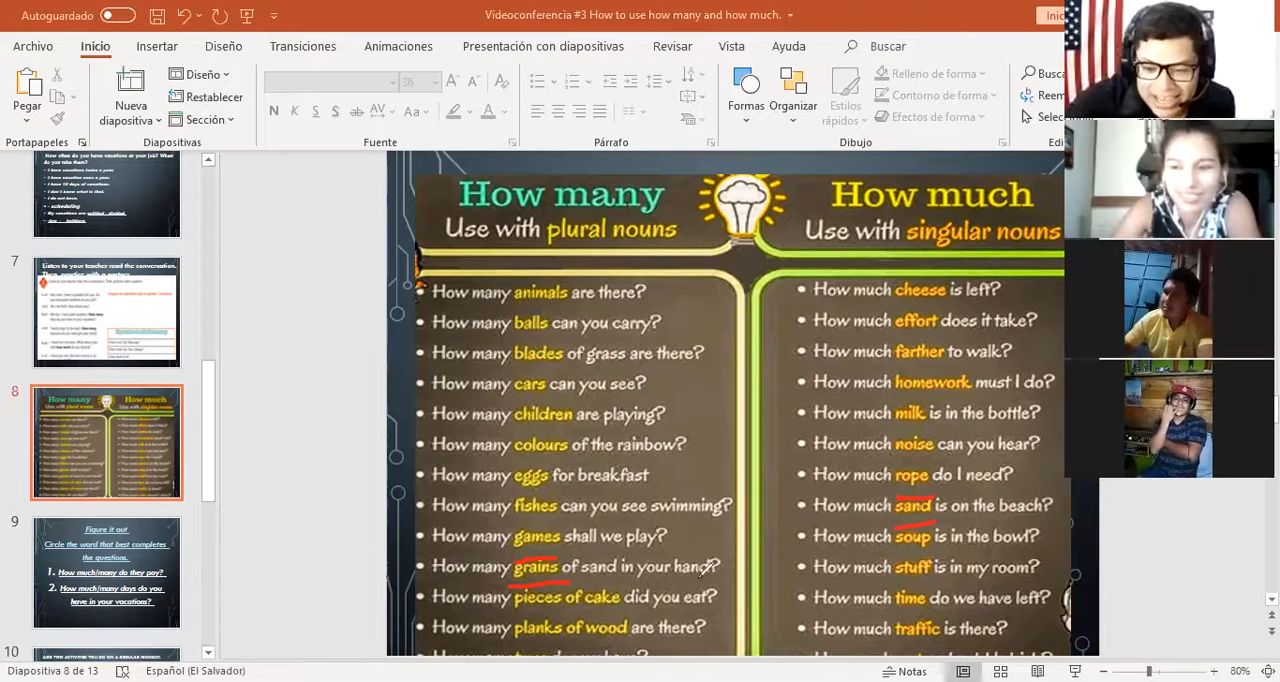 Autoguardado
Videoconferencia #3 How to use how many and how much.
Archivo Inicio Insertar Diseño Transiciones Animaciones Presentación con diapositivas Revisar Vista Ayuda Buscar
Pegar
Nueva
diapositiva
Diseño
Restablecer
Sección
36
N K S S ab AV Aa A
Formas Organizar Estilos
rápidos
Relleno de forma
Contorno de forma
Efectos de forma
Portapapeles Diapositivas Fuente Párrafo Dibujo
7
8
9
Figure it out
Circle the word that best completes
the questions.
1. How much/many do they pay?
2. How much/many days do you
have in your vacations?
10
How many
Use with plural nouns
How many animals are there?
How many balls can you carry?
How many blades of grass are there?
How many cars can you see?
How many children are playing?
How many colours of the rainbow?
How many eggs for breakfast
How many fishes can you see swimming?
How many games shall we play?
How many grains of sand in your hand?
How many pieces of cake did you eat?
How many planks of wood are there?
How much
Use with singular nouns
How much cheese is left?
How much effort does it take?
How much farther to walk?
How much homework must I do?
How much milk is in the bottle?
How much noise can you hear?
How much rope do I need?
How much sand is on the beach?
How much soup is in the bowl?
How much stuff is in my room?
How much time do we have left?
How much traffic is there?
Diapositiva 8 de 13 Español (El Salvador) Notas 80%